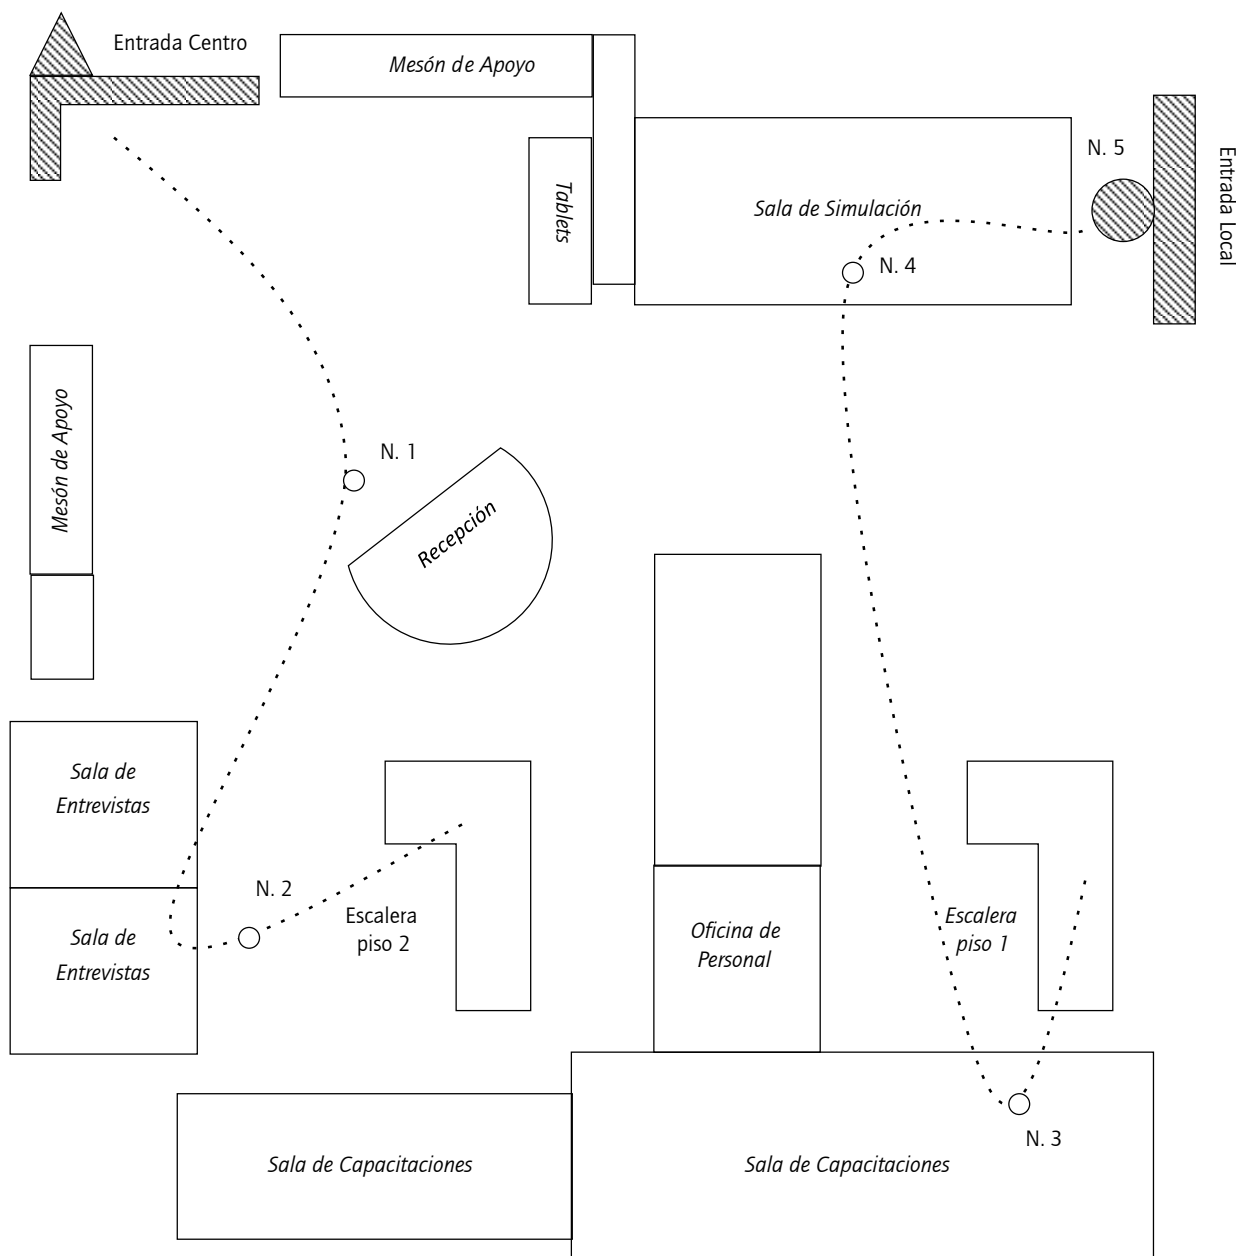 Entrada Centro
Mesón de Apoyo
N. 5
Entrada Local
Tablets
Sala de Simulación
N. 4
Mesón de Apoyo
N. 1
Recepción
Sala de
Entrevistas
N. 2
Escalera
piso 2
Sala de
Entrevistas
Oficina de
Personal
Escalera
piso 1
N. 3
Sala de Capacitaciones
Sala de Capacitaciones